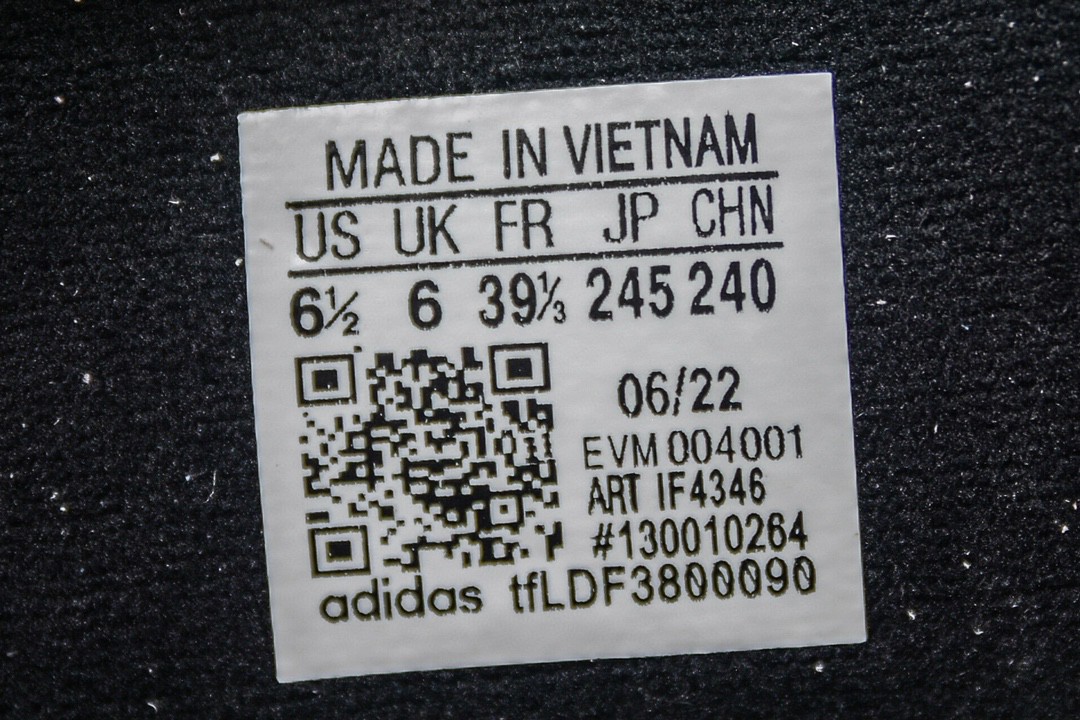 MADE IN VIETNAM
US UK FR JP CHN
6½ 6 39⅓ 245 240
06/22
EVM 004001
ART IF4346
#130010264
adidas tfLDF3800090